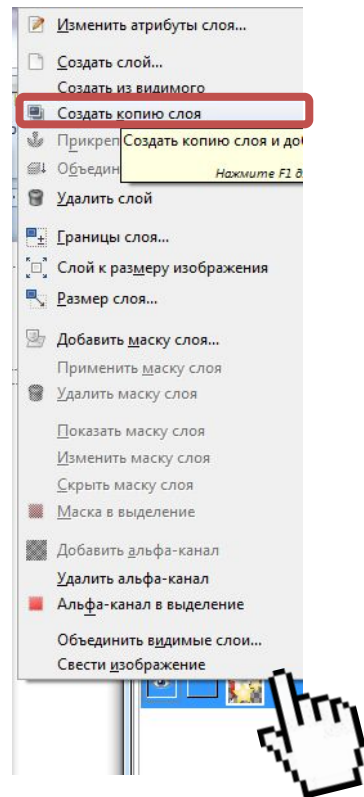 Изменить атрибуты слоя...
Создать слой...
Создать из видимого
Создать копию слоя
Прикреп
Создать копию слоя и доб
Объедин
Нажмите F1 д
Удалить слой
Границы слоя...
Слой к размеру изображения
Размер слоя...
Добавить маску слоя...
Применить маску слоя
Удалить маску слоя
Показать маску слоя
Изменить маску слоя
Скрыть маску слоя
Маска в выделение
Добавить альфа-канал
Удалить альфа-канал
Альфа-канал в выделение
Объединить видимые слои...
Свести изображение